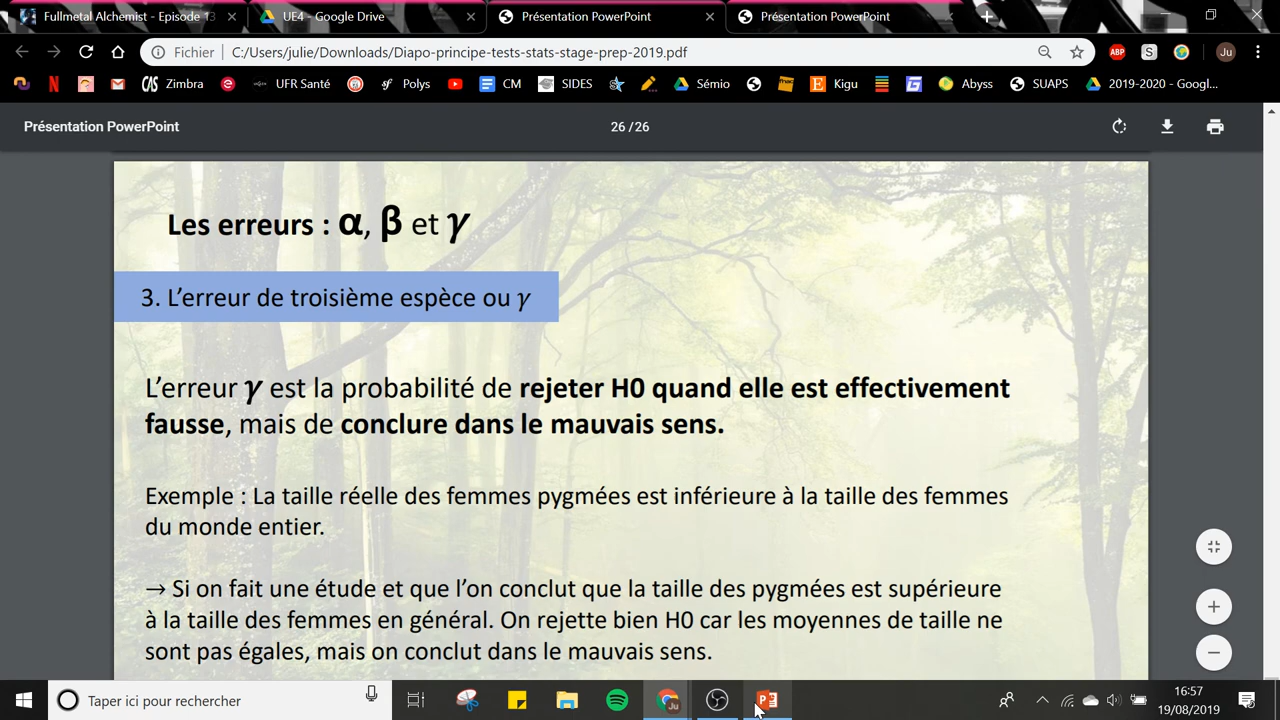 Fullmetal Alchemist - Episode 13
UE4 - Google Drive
Présentation PowerPoint
Présentation PowerPoint
Fichier
C:/Users/julie/Downloads/Diapo-principe-tests-stats-stage-prep-2019.pdf
ABP
S
Ju
Zimbra
UFR Santé
Polys
CM
SIDES
Sémio
fnac
Kigu
Abyss
SUAPS
2019-2020 - Googl...
Présentation PowerPoint
26 / 26
Les erreurs : α, β et γ
3. L’erreur de troisième espèce ou γ
L’erreur γ est la probabilité de rejeter H0 quand elle est effectivement
fausse, mais de conclure dans le mauvais sens.
Exemple : La taille réelle des femmes pygmées est inférieure à la taille des femmes
du monde entier.
→ Si on fait une étude et que l’on conclut que la taille des pygmées est supérieure
à la taille des femmes en général. On rejette bien H0 car les moyennes de taille ne
sont pas égales, mais on conclut dans le mauvais sens.
Taper ici pour rechercher
Ju
16:57
19/08/2019